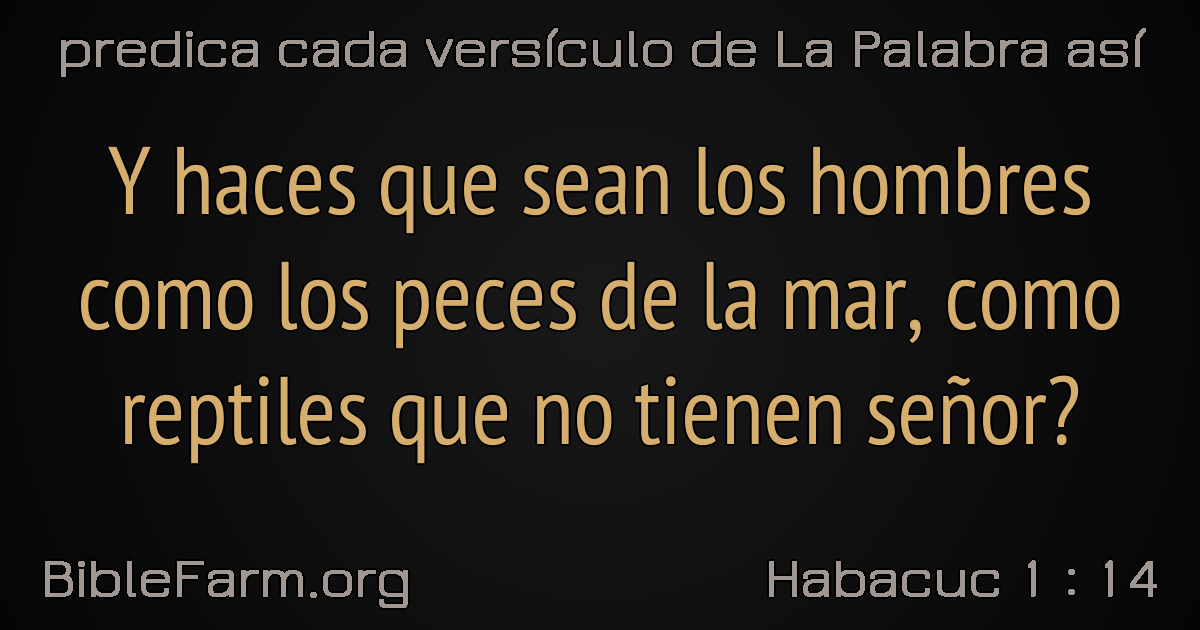 predica cada versículo de La Palabra así
Y haces que sean los hombres
como los peces de la mar, como
reptiles que no tienen señor?
BibleFarm.org
Habacuc 1 : 14